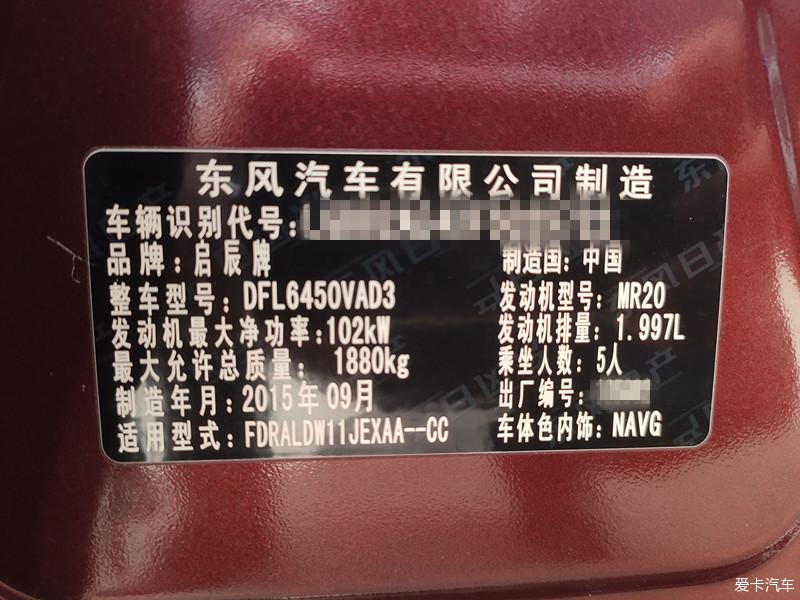 东风汽车有限公司制造
车辆识别代号:
品牌:启辰牌 制造国:中国
整车型号:DFL6450VAD3 发动机型号:MR20
发动机最大净功率:102kW 发动机排量:1.997L
最大允许总质量: 1880kg 乘坐人数:5人
制造年月:2015年09月 出厂编号:
适用型式:FDRALDW11JEXAA--CC 车体色内饰:NAVG
东风日产
爱卡汽车